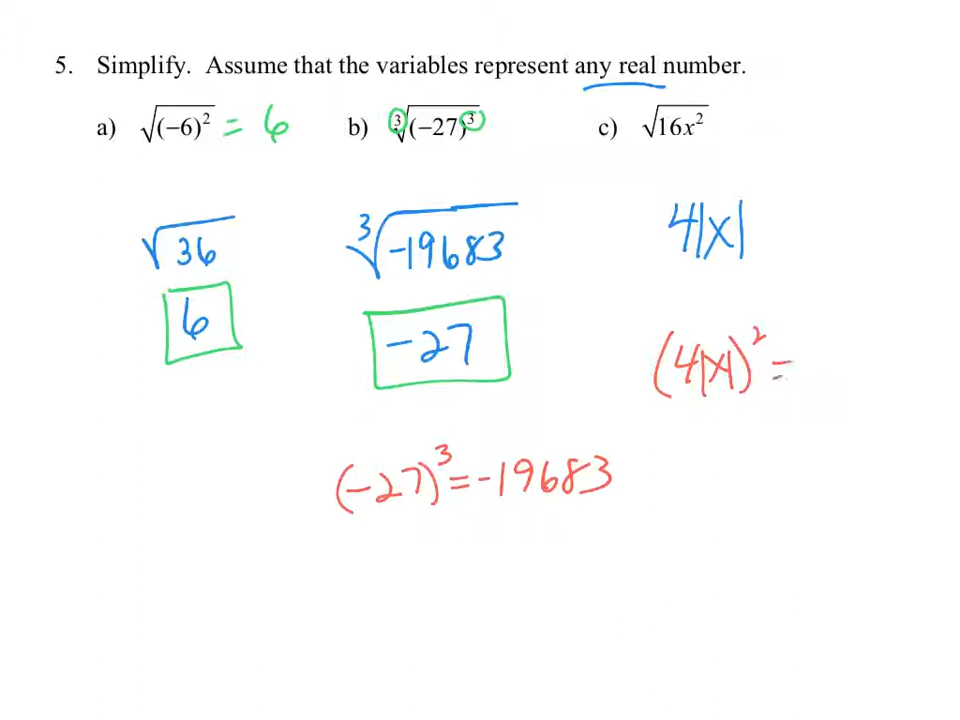 5. Simplify. Assume that the variables represent any real number.
a) √(−6)² = 6 b) ∛(−27)³ c) √16x²
√36 ∛-19683 4|x|
6 -27 (4|x|)² =
(-27)³ = -19683